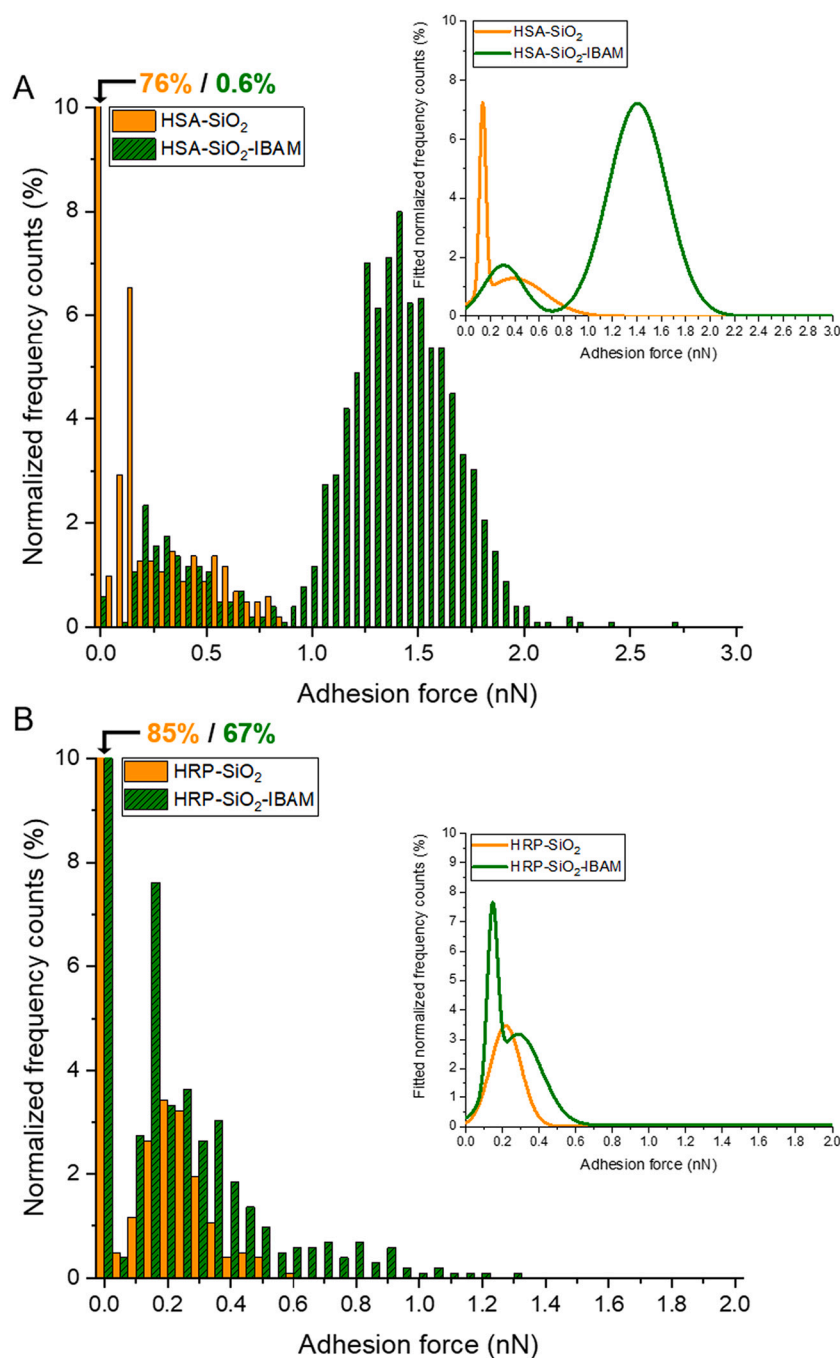 A
76% / 0.6%
HSA-SiO₂
HSA-SiO₂-IBAM
Normalized frequency counts (%)
10
8
6
4
2
0
0.0 0.5 1.0 1.5 2.0 2.5 3.0
Adhesion force (nN)
HSA-SiO₂
HSA-SiO₂-IBAM
Fitted normlaized frequency counts (%)
10
9
8
7
6
5
4
3
2
1
0
0.0 0.2 0.4 0.6 0.8 1.0 1.2 1.4 1.6 1.8 2.0 2.2 2.4 2.6 2.8 3.0
Adhesion force (nN)
B
85% / 67%
HRP-SiO₂
HRP-SiO₂-IBAM
Normalized frequency counts (%)
10
8
6
4
2
0
0.0 0.2 0.4 0.6 0.8 1.0 1.2 1.4 1.6 1.8 2.0
Adhesion force (nN)
HRP-SiO₂
HRP-SiO₂-IBAM
Fitted normalized frequency counts (%)
10
9
8
7
6
5
4
3
2
1
0
0.0 0.2 0.4 0.6 0.8 1.0 1.2 1.4 1.6 1.8 2.0
Adhesion force (nN)